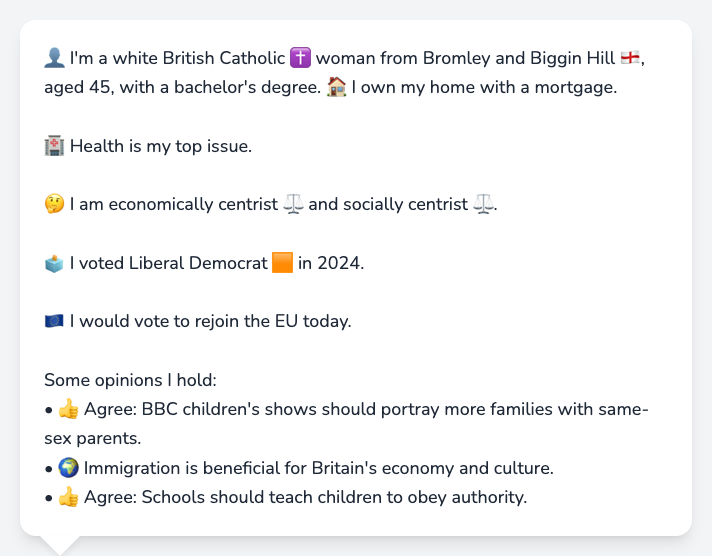 👤 I'm a white British Catholic ✝️ woman from Bromley and Biggin Hill 🏴󠁧󠁢󠁥󠁮󠁧󠁿,
aged 45, with a bachelor's degree. 🏠 I own my home with a mortgage.
🏥 Health is my top issue.
🤔 I am economically centrist ⚖️ and socially centrist ⚖️.
🗳️ I voted Liberal Democrat 🟧 in 2024.
🇪🇺 I would vote to rejoin the EU today.
Some opinions I hold:
• 👍 Agree: BBC children's shows should portray more families with same-
sex parents.
• 🌍 Immigration is beneficial for Britain's economy and culture.
• 👍 Agree: Schools should teach children to obey authority.